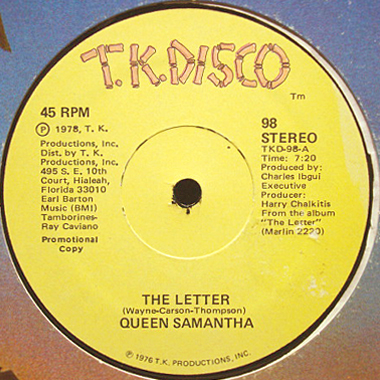 T.K.DISCO
Tm
45 RPM
Ⓟ 1978, T. K.
Productions, Inc.
Dist. by T. K.
Productions, Inc.
495 S. E. 10th
Court, Hialeah,
Florida 33010
Earl Barton
Music (BMI)
Tamborines-
Ray Caviano
Promotional
Copy
98
STEREO
TKD-98-A
Time: 7:20
Produced by:
Charles Ibgui
Executive
Producer:
Harry Chalkitis
From the album
"The Letter"
(Marlin 2220)
THE LETTER
(Wayne-Carson-Thompson)
QUEEN SAMANTHA
Ⓟ 1976 T.K. PRODUCTIONS, INC.